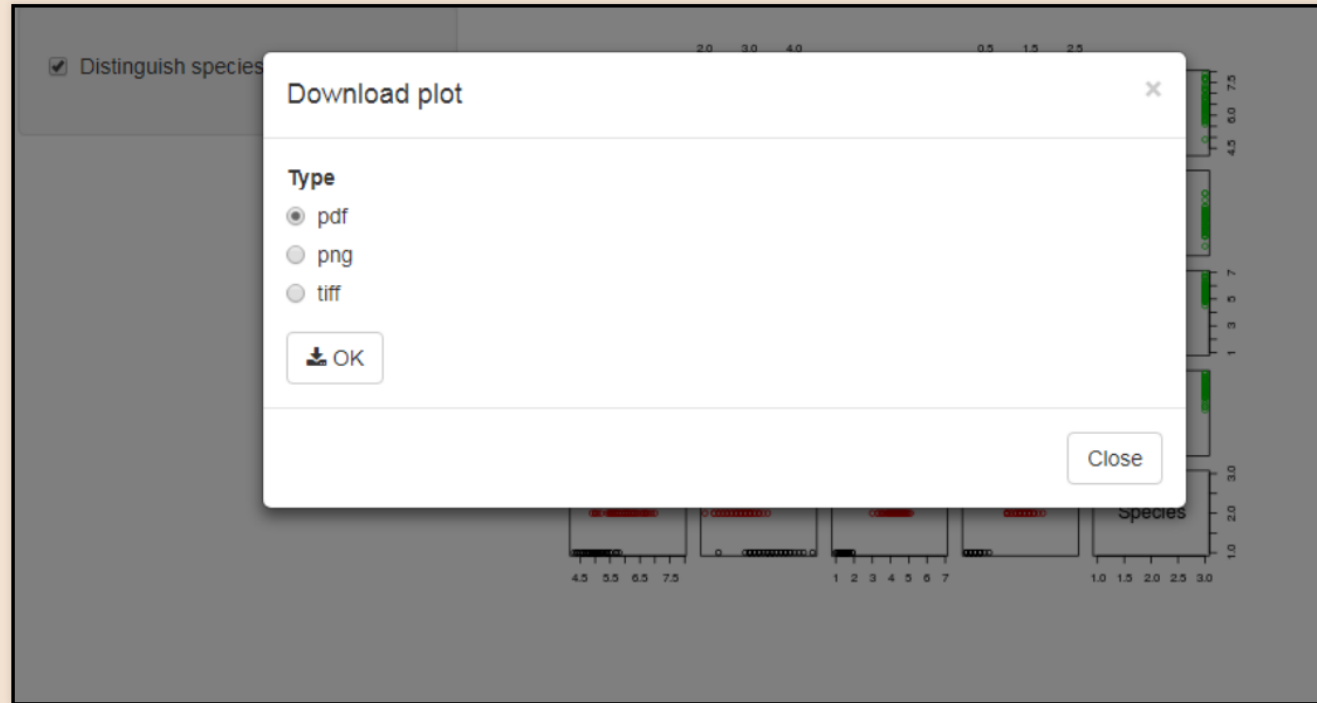 Distinguish species
2.0 3.0 4.0
0.5 1.5 2.5
Download plot
×
4.5 6.0 7.5
Type
pdf
png
tiff
1 3 5 7
OK
Close
Species
1.0 2.0 3.0
4.5 5.5 6.5 7.5
1 2 3 4 5 6 7
1.0 1.5 2.0 2.5 3.0